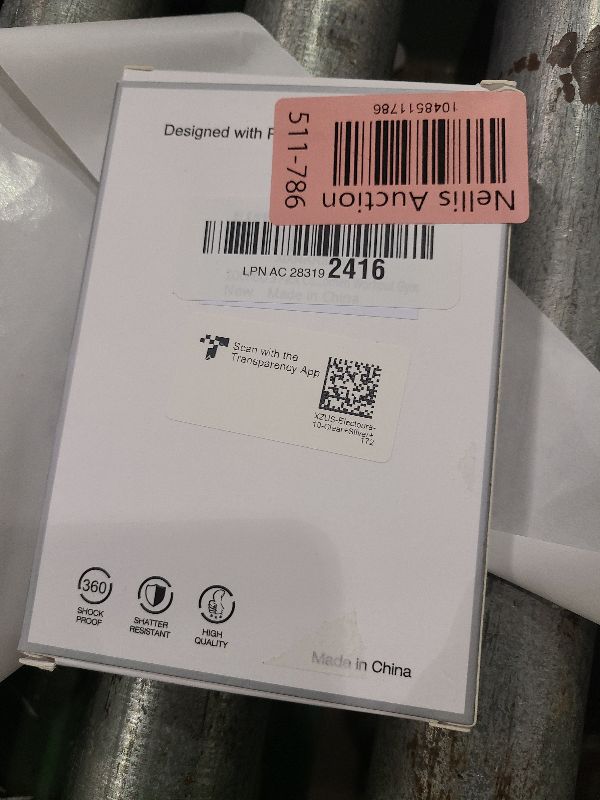 1048511786
511-786
Nellis Auction
Designed with
LPN AC 28319 2416
New Made in China
Scan with the
Transparency App
360
SHOCK
PROOF
SHATTER
RESISTANT
HIGH
QUALITY
Made in China